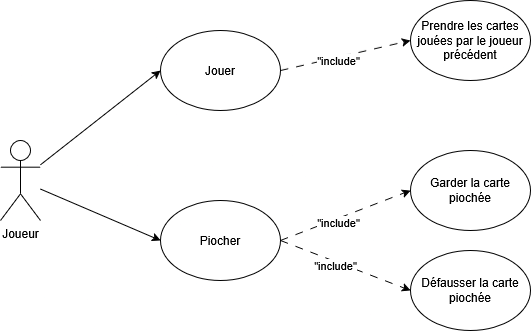 Prendre les cartes
jouées par le joueur
précédent
Jouer
"include"
Joueur
Piocher
"include"
Garder la carte
piochée
"include"
Défausser la carte
piochée